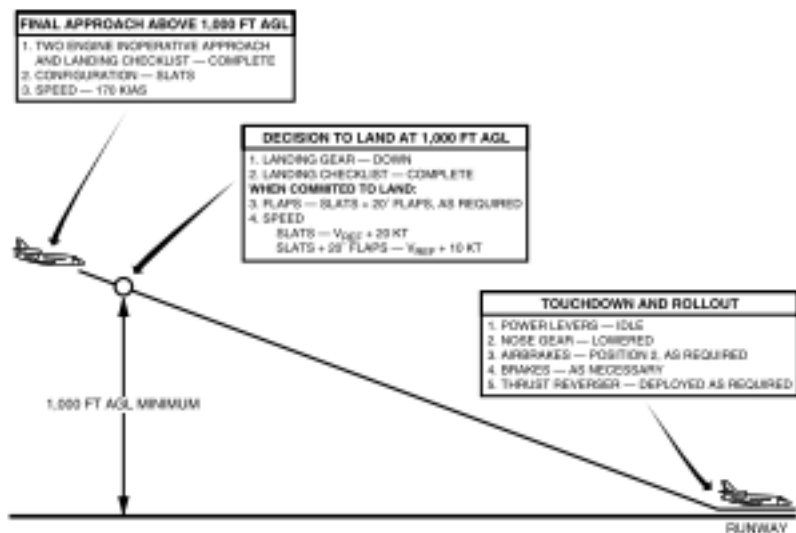 FINAL APPROACH ABOVE 1,000 FT AGL
1. TWO ENGINE INOPERATIVE APPROACH
AND LANDING CHECKLIST — COMPLETE
2. CONFIGURATION — SLATS
3. SPEED — 170 KIAS
DECISION TO LAND AT 1,000 FT AGL
1. LANDING GEAR — DOWN
2. LANDING CHECKLIST — COMPLETE
WHEN COMMITED TO LAND:
3. FLAPS — SLATS + 20° FLAPS, AS REQUIRED
4. SPEED
SLATS — VREF + 20 KT
SLATS + 20° FLAPS — VREF + 10 KT
TOUCHDOWN AND ROLLOUT
1. POWER LEVERS — IDLE
2. NOSE GEAR — LOWERED
3. AIRBRAKES — POSITION 2, AS REQUIRED
4. BRAKES — AS NECESSARY
5. THRUST REVERSER — DEPLOYED AS REQUIRED
1,000 FT AGL MINIMUM
RUNWAY